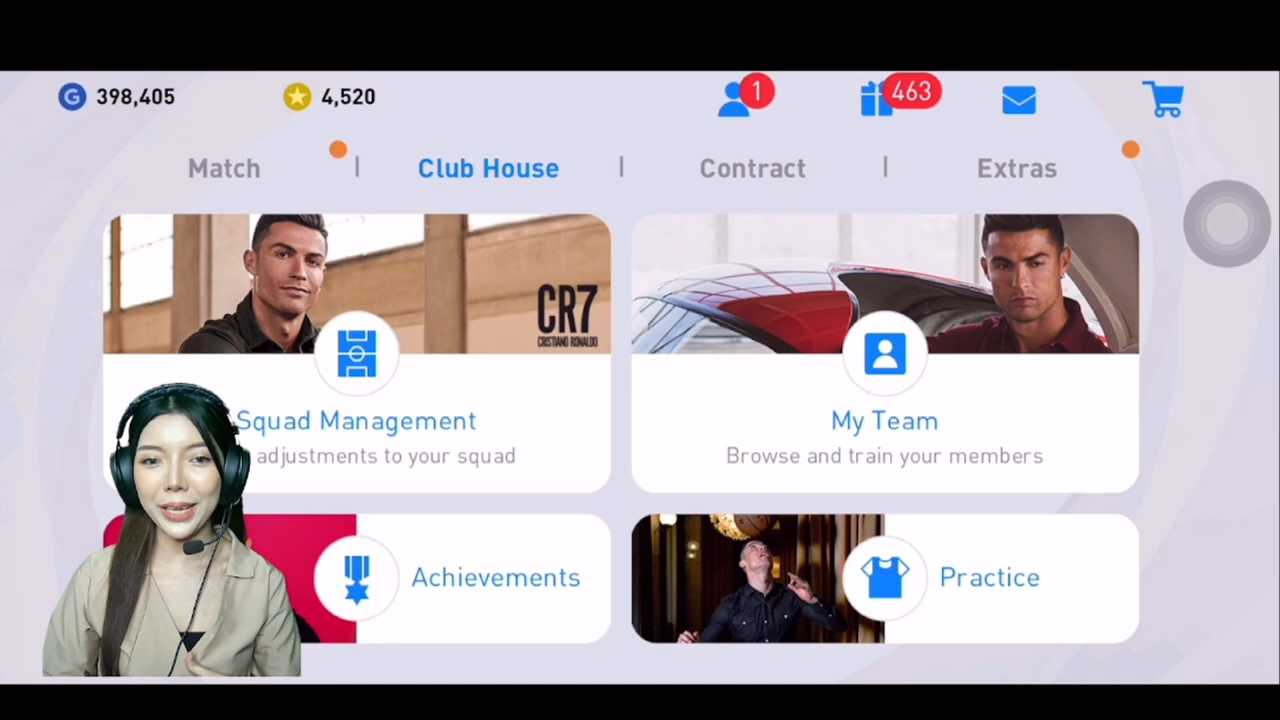 G 398,405
4,520
1
463
Match | Club House | Contract | Extras
CR7
CRISTIANO RONALDO
Squad Management
adjustments to your squad
My Team
Browse and train your members
Achievements
Practice